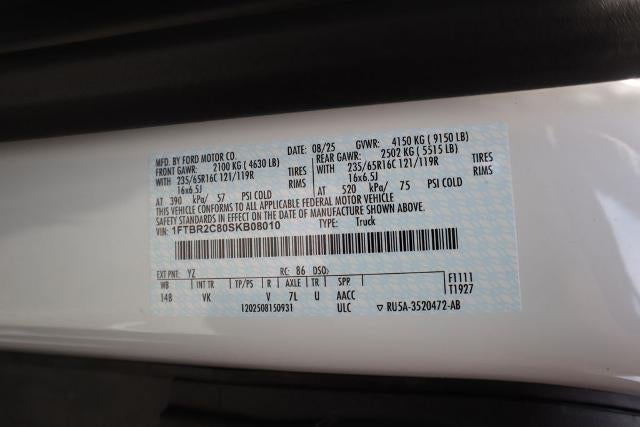 MFD. BY FORD MOTOR CO. DATE: 08/25 GVWR: 4150 KG ( 9150 LB)
FRONT GAWR: 2100 KG ( 4630 LB) REAR GAWR: 2502 KG ( 5515 LB)
WITH 235/65R16C 121/119R TIRES WITH 235/65R16C 121/119R TIRES
16x6.5J RIMS 16x6.5J RIMS
AT 390 kPa/ 57 PSI COLD AT 520 kPa/ 75 PSI COLD
THIS VEHICLE CONFORMS TO ALL APPLICABLE FEDERAL MOTOR VEHICLE
SAFETY STANDARDS IN EFFECT ON THE DATE OF MANUFACTURE SHOWN ABOVE.
VIN: 1FTBR2C80SKB08010 TYPE: Truck
EXT PNT: YZ RC: 86 DSO: F1111
WB INT TR TP/PS R AXLE TR SPP T1927
148 VK V 7L U AACC
1202508150931 ULC ▽ RU5A-3520472-AB